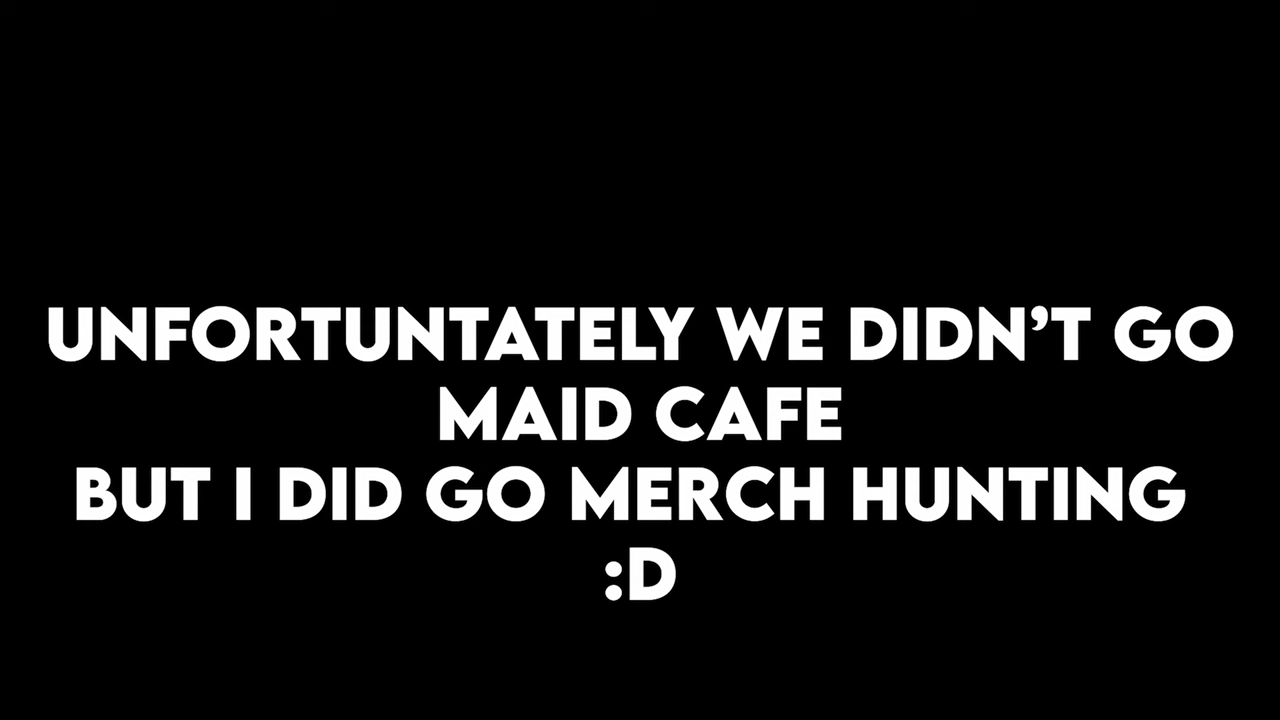 UNFORTUNTATELY WE DIDN’T GO
MAID CAFE
BUT I DID GO MERCH HUNTING
:D